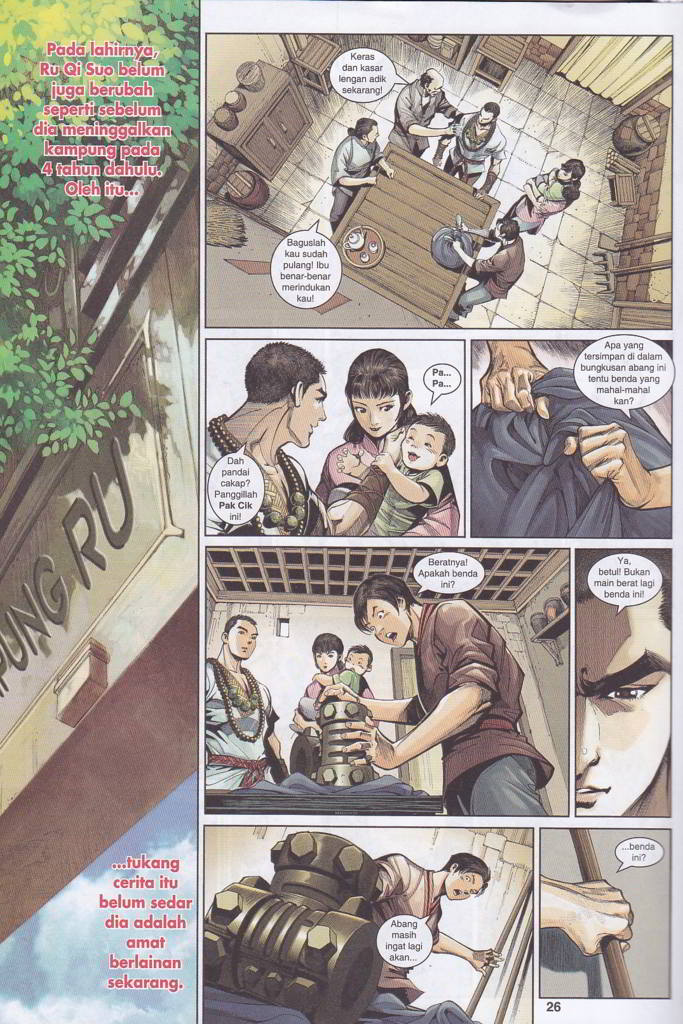 Pada lahirnya,
Ru Qi Suo belum
juga berubah
seperti sebelum
dia meninggalkan
kampung pada
4 tahun dahulu.
Oleh itu...
PUNG RU
Keras
dan kasar
lengan adik
sekarang!
Baguslah
kau sudah
pulang! Ibu
benar-benar
merindukan
kau!
Dah
pandai
cakap?
Panggillah
Pak Cik
ini!
Pa...
Pa...
Apa yang
tersimpan di dalam
bungkusan abang ini
tentu benda yang
mahal-mahal
kan?
Beratnya!
Apakah benda
ini?
Ya,
betul! Bukan
main berat lagi
benda ini!
...tukang
cerita itu
belum sedar
dia adalah
amat
berlainan
sekarang.
Abang
masih
ingat lagi
akan...
...benda
ini?
26